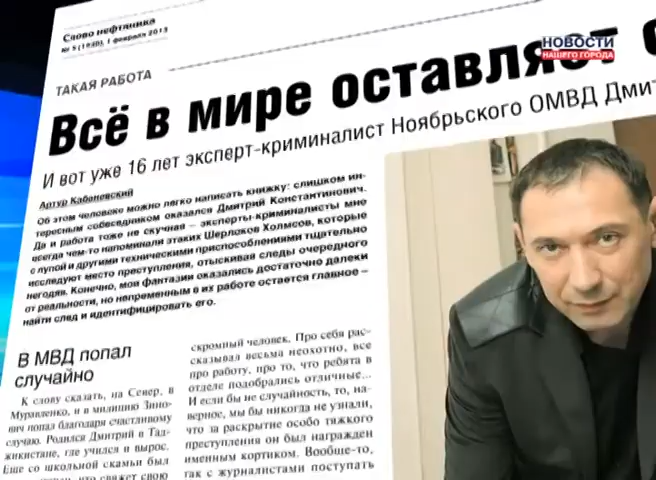 Слово нефтяника
№ 5 (1930), 1 февраля 2013
НОВОСТИ
НАШЕГО ГОРОДА
ТАКАЯ РАБОТА
Всё в мире оставляет с
И вот уже 16 лет эксперт-криминалист Ноябрьского ОМВД Дмит
Артур Кабаневский
Об этом человеке можно легко написать книжку: слишком ин-
тересным собеседником оказался Дмитрий Константинович.
Да и работа тоже не скучная – эксперты-криминалисты мне
всегда чем-то напоминали этаких Шерлоков Холмсов, которые
с лупой и другими техническими приспособлениями тщательно
исследуют место преступления, отыскивая следы очередного
негодяя. Конечно, мои фантазии оказались достаточно далеки
от реальности, но непременным в их работе остается главное –
найти след и идентифицировать его.
В МВД попал
случайно
К слову сказать, на Север, в
Муравленко, и в милицию Зино-
вич попал благодаря счастливому
случаю. Родился Дмитрий в Тад-
жикистане, где учился и вырос.
Еще со школьной скамьи был
что свяжет свою
скромный человек. Про себя рас-
сказывал весьма неохотно, все
про работу, про то, что ребята в
отделе подобрались отличные...
И если бы не случайность, то, на-
верное, мы бы никогда не узнали,
что за раскрытие особо тяжкого
преступления он был награжден
именным кортиком. Вообще-то,
так с журналистами поступать